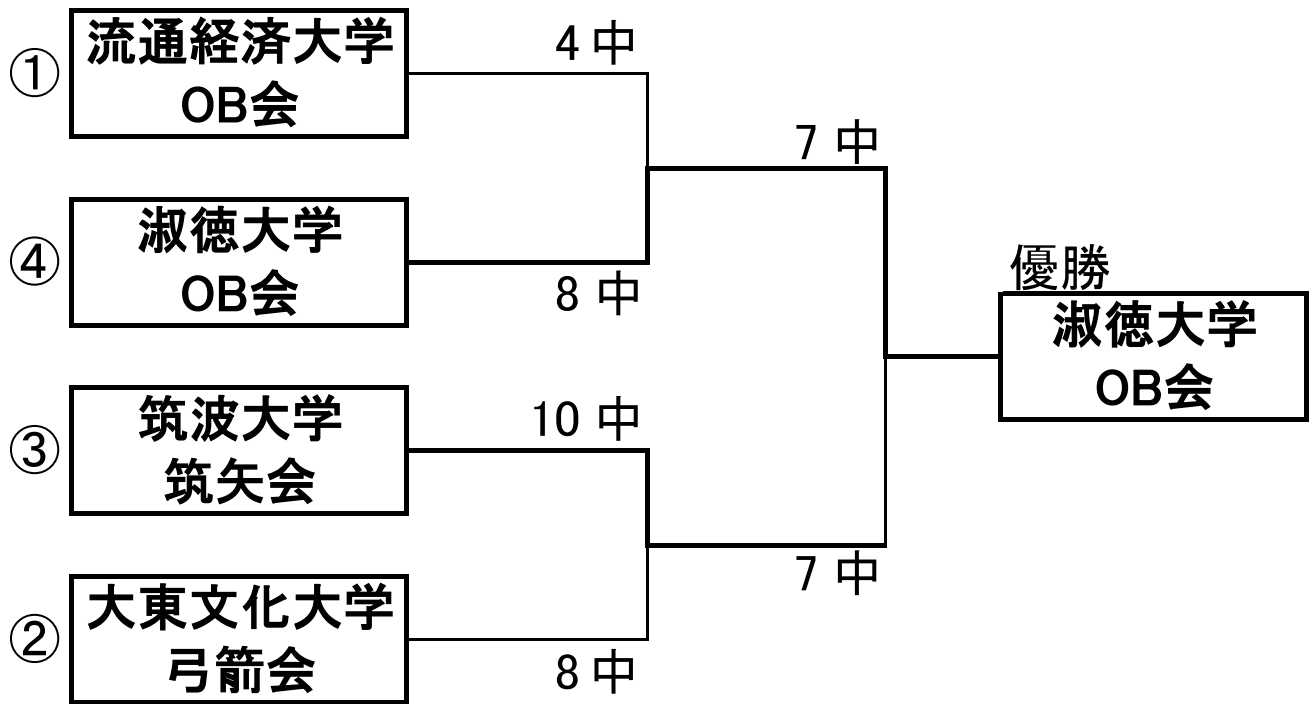 ①
流通経済大学
OB会
4 中
④
淑徳大学
OB会
8 中
③
筑波大学
筑矢会
10 中
②
大東文化大学
弓箭会
8 中
7 中
7 中
優勝
淑徳大学
OB会